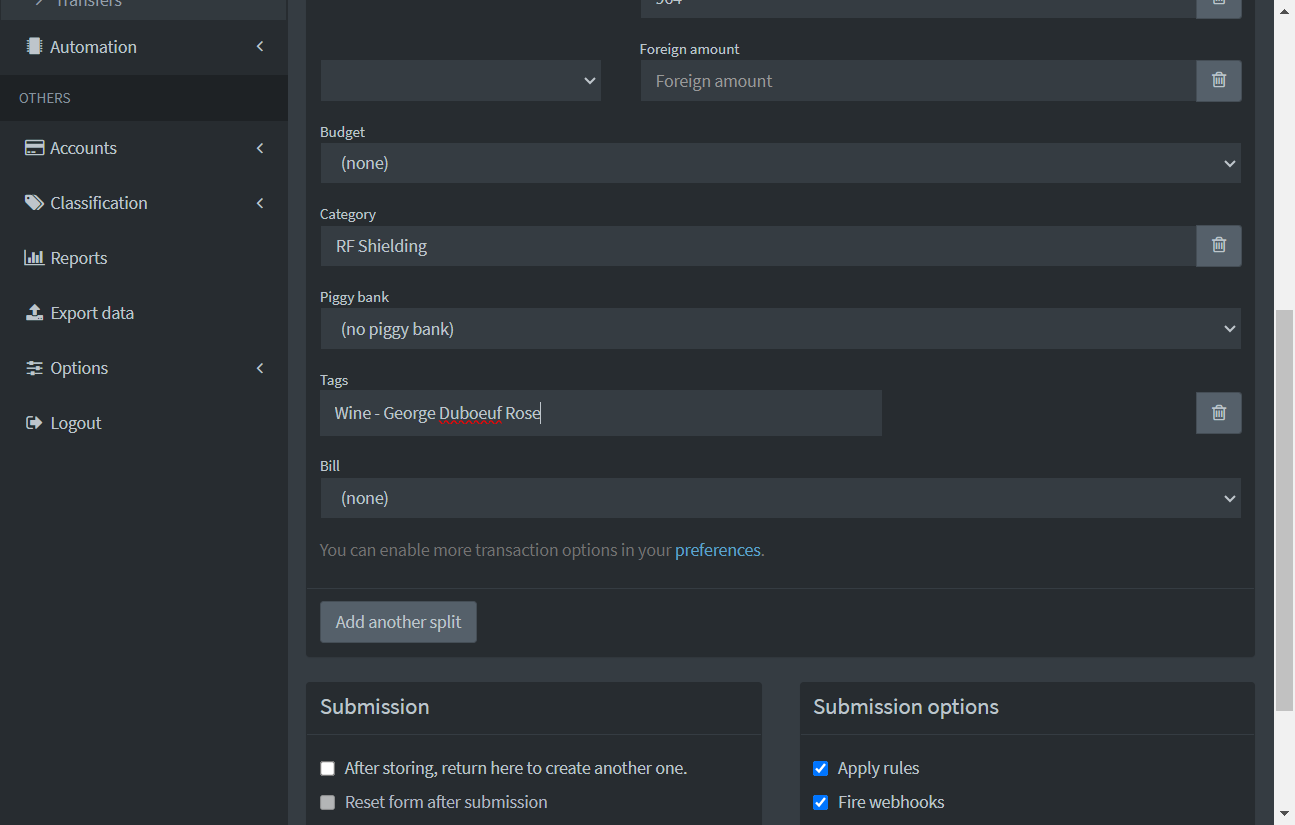 Transfers
Automation
OTHERS
Accounts
Classification
Reports
Export data
Options
Logout
Foreign amount
Foreign amount
Budget
(none)
Category
RF Shielding
Piggy bank
(no piggy bank)
Tags
Wine - George Duboeuf Rose
Bill
(none)
You can enable more transaction options in your preferences.
Add another split
Submission
After storing, return here to create another one.
Reset form after submission
Submission options
Apply rules
Fire webhooks